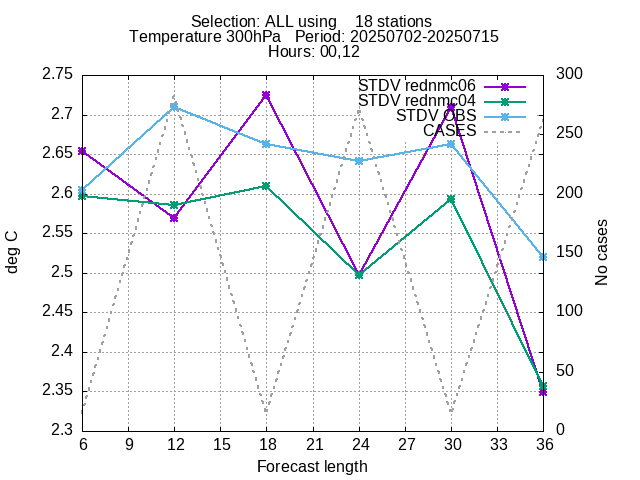 Selection: ALL using    18 stations
Temperature 300hPa   Period: 20250702-20250715
Hours: 00,12
STDV rednmc06
STDV rednmc04
STDV OBS
CASES
2.75
2.7
2.65
2.6
2.55
2.5
2.45
2.4
2.35
2.3
deg C
300
250
200
150
100
50
0
No cases
6 9 12 15 18 21 24 27 30 33 36
Forecast length